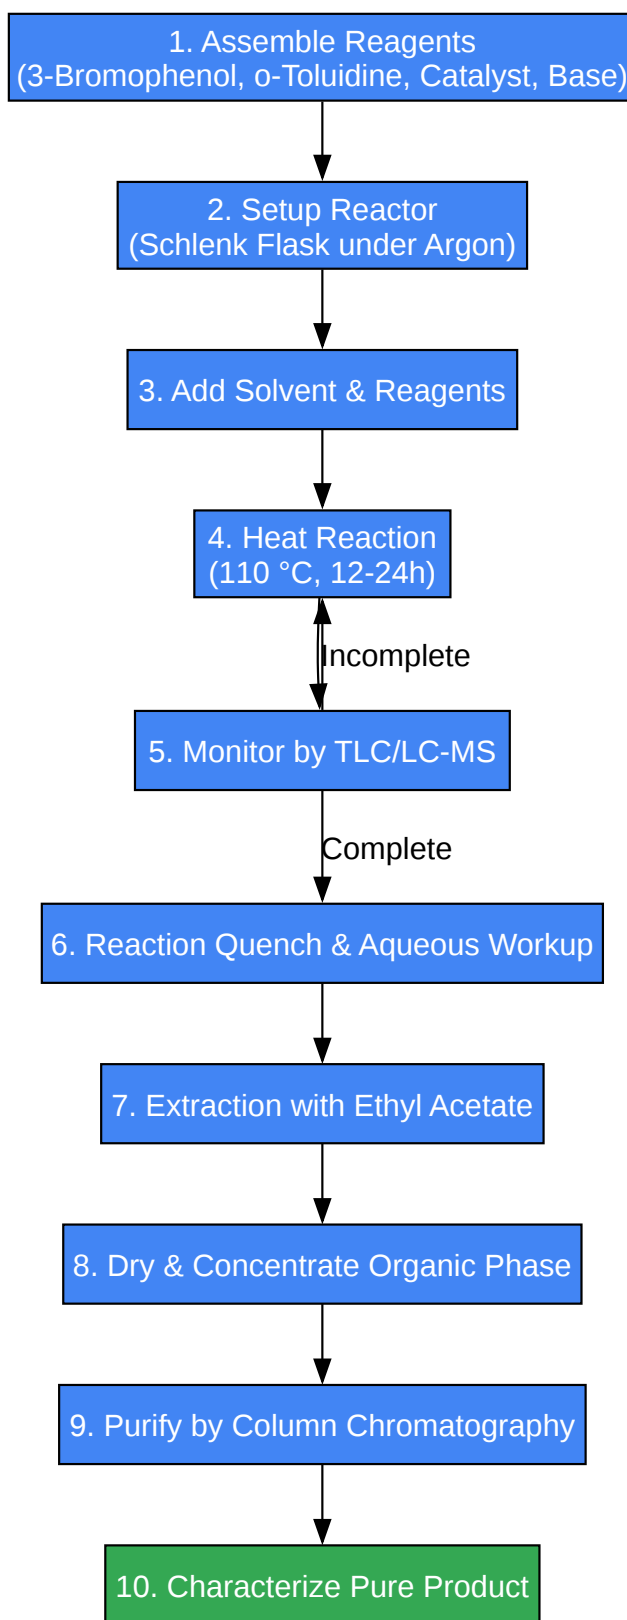 1. Assemble Reagents
(3-Bromophenol, o-Toluidine, Catalyst, Base)
2. Setup Reactor
(Schlenk Flask under Argon)
3. Add Solvent & Reagents
4. Heat Reaction
(110 °C, 12-24h)
Incomplete
5. Monitor by TLC/LC-MS
Complete
6. Reaction Quench & Aqueous Workup
7. Extraction with Ethyl Acetate
8. Dry & Concentrate Organic Phase
9. Purify by Column Chromatography
10. Characterize Pure Product